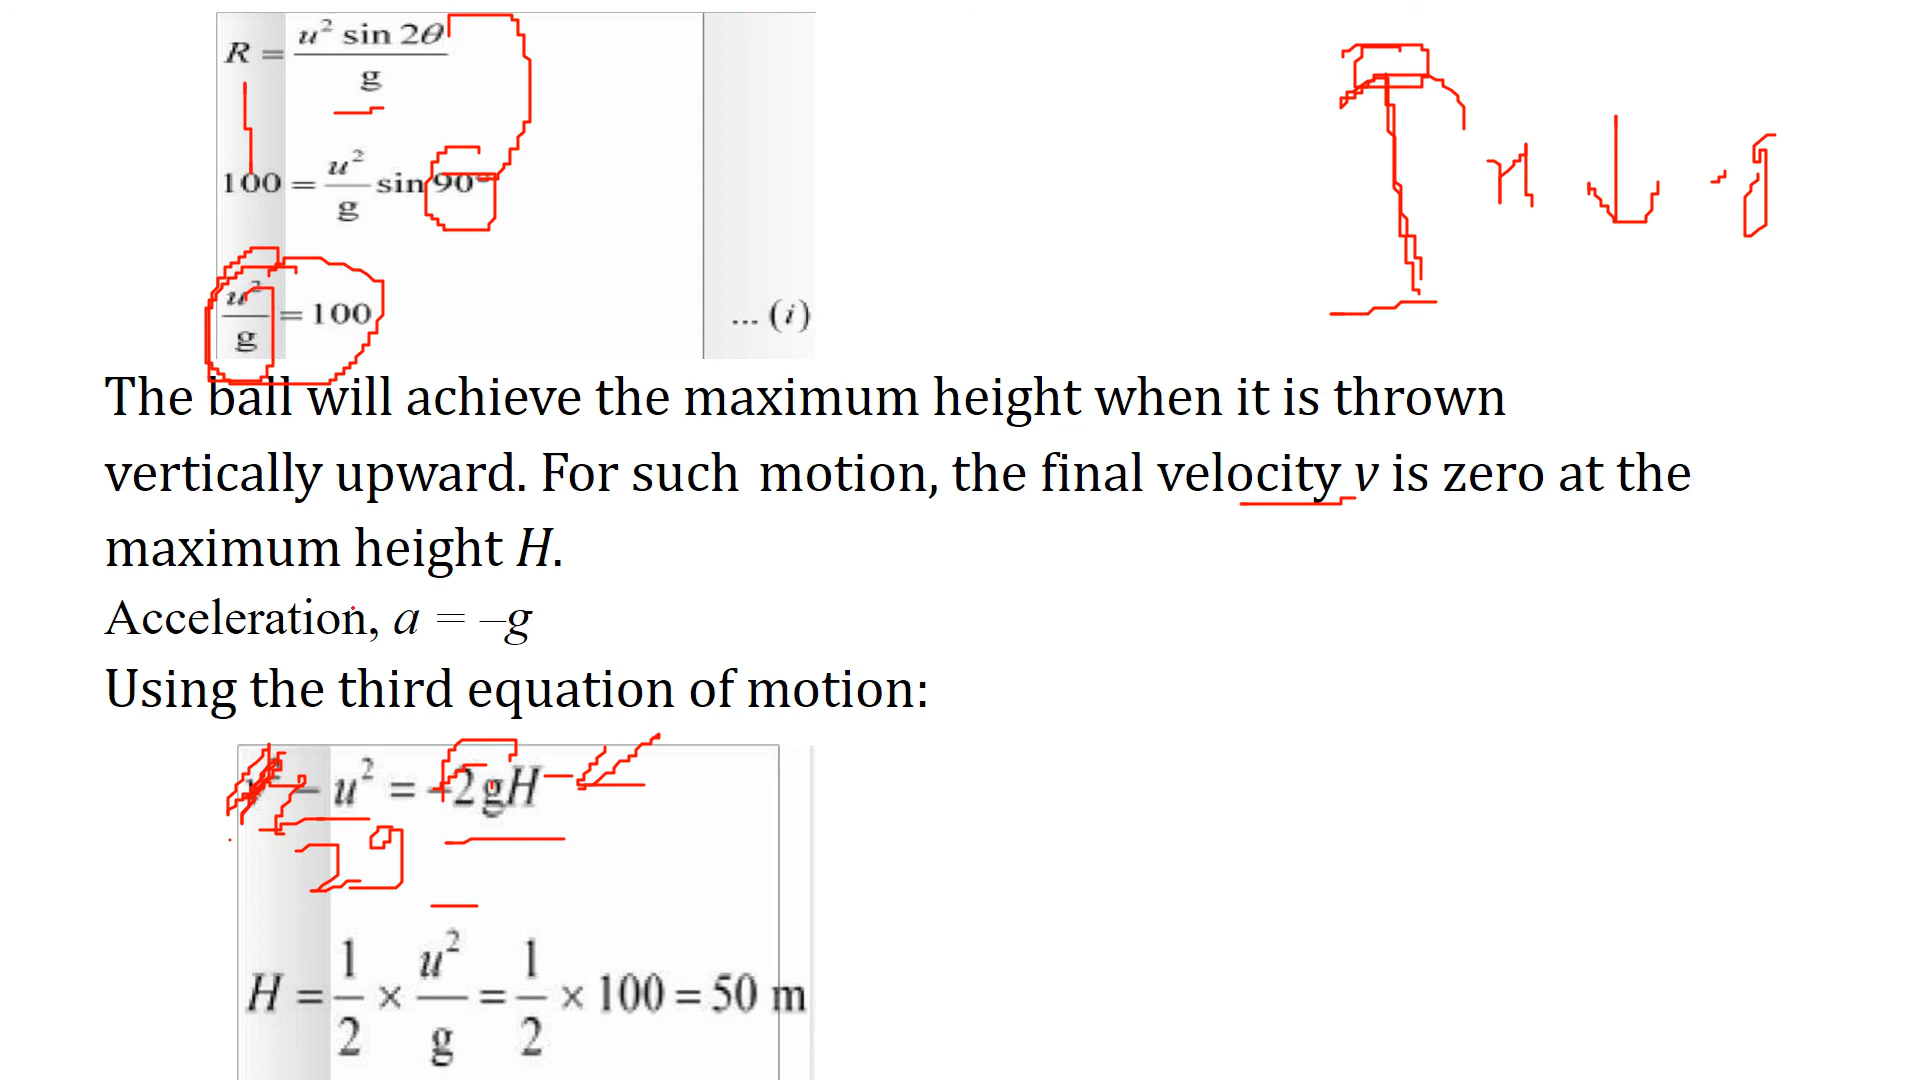 R = u² sin 2θ / g
100 = u² / g sin 90°
u² / g = 100 ... (i)
The ball will achieve the maximum height when it is thrown
vertically upward. For such motion, the final velocity v is zero at the
maximum height H.
Acceleration, a = –g
Using the third equation of motion:
v² – u² = –2gH
H = 1/2 × u²/g = 1/2 × 100 = 50 m